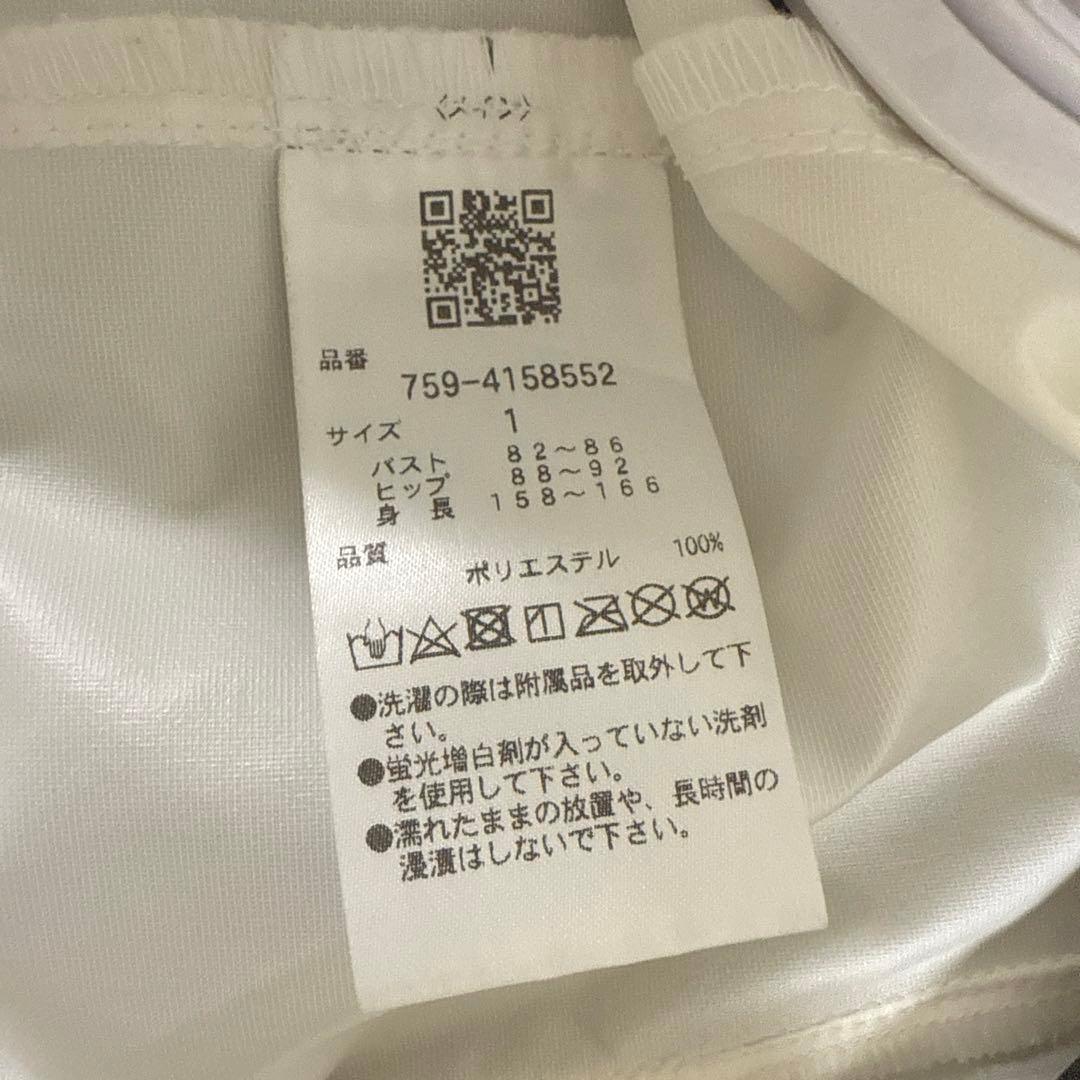 〈メイン〉
品番
759-4158552
サイズ 1
バスト 82～86
ヒップ 88～92
身長 158～166
品質
ポリエステル 100%
W
●洗濯の際は附属品を取外して下
さい。
●蛍光増白剤が入っていない洗剤
を使用して下さい。
●濡れたままの放置や、長時間の
浸漬はしないで下さい。